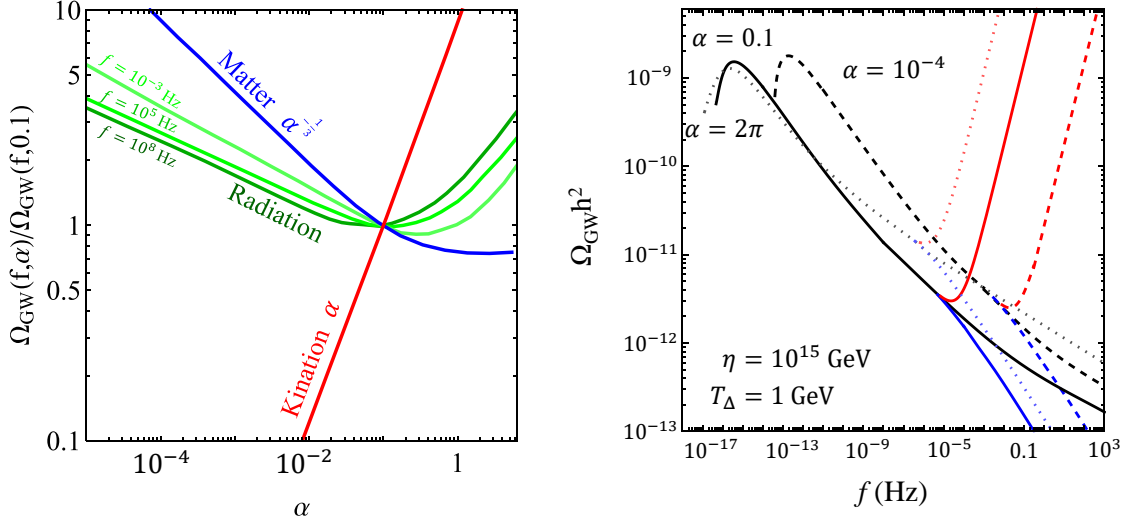 10
5
1
0.5
0.1
10⁻⁴
10⁻²
1
α
Ω_GW(f,α)/Ω_GW(f,0.1)
Matter α^(-1/3)
f = 10⁻³ Hz
f = 10⁵ Hz
f = 10⁸ Hz
Radiation
Kination α
10⁻⁹
10⁻¹⁰
10⁻¹¹
10⁻¹²
10⁻¹³
10⁻¹⁷
10⁻¹³
10⁻⁹
10⁻⁵
0.1
10³
f (Hz)
Ω_GWh²
α = 0.1
α = 10⁻⁴
α = 2π
η = 10¹⁵ GeV
T_Δ = 1 GeV